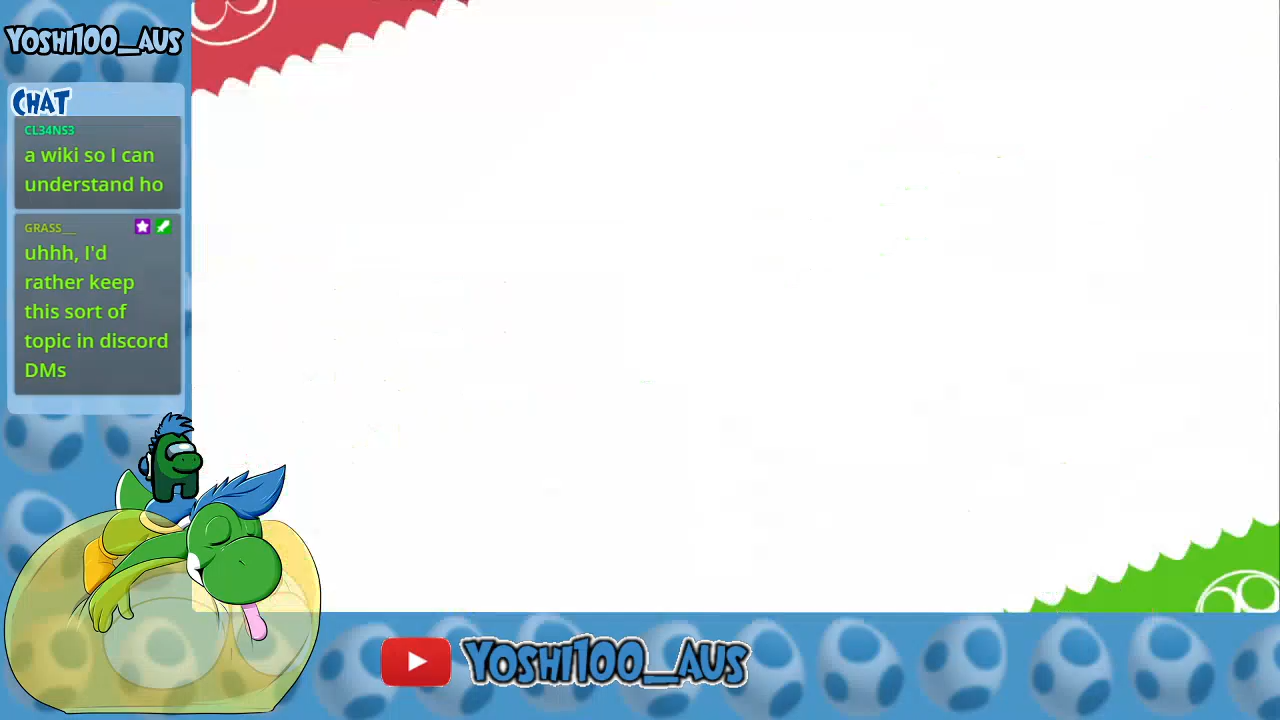 YOSHI100_AUS
CHAT
CL34NS3
a wiki so I can
understand ho
GRASS__
uhhh, I'd
rather keep
this sort of
topic in discord
DMs
YOSHI100_AUS